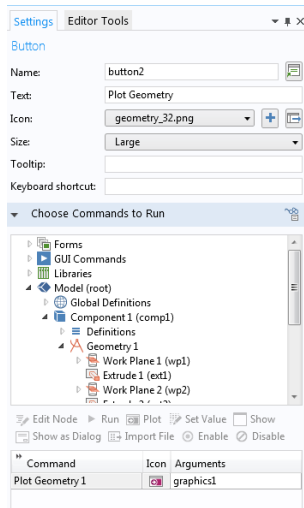 Settings Editor Tools
Button
Name: button2
Text: Plot Geometry
Icon: geometry_32.png
Size: Large
Tooltip:
Keyboard shortcut:
Choose Commands to Run
Forms
GUI Commands
Libraries
Model (root)
Global Definitions
Component 1 (comp1)
Definitions
Geometry 1
Work Plane 1 (wp1)
Extrude 1 (ext1)
Work Plane 2 (wp2)
Edit Node Run Plot Set Value Show
Show as Dialog Import File Enable Disable
Command Icon Arguments
Plot Geometry 1 graphics1